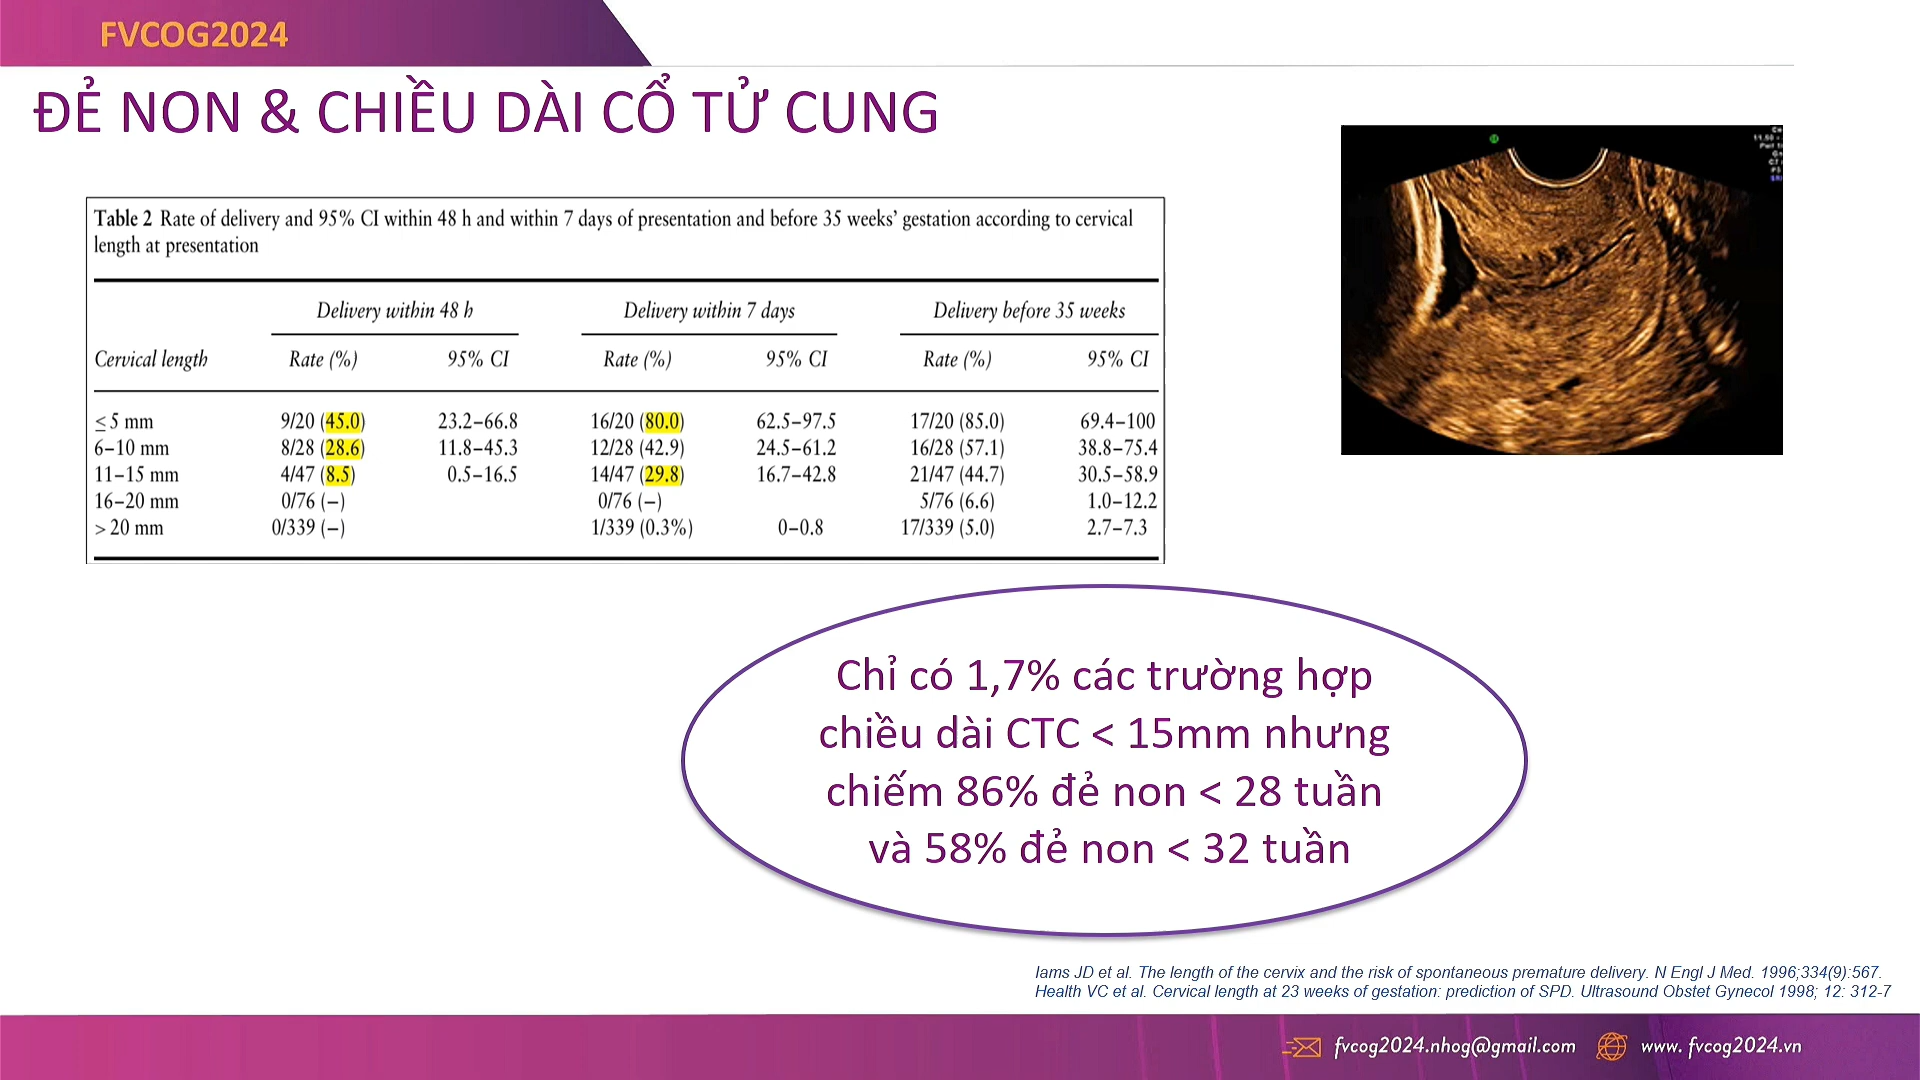 FVCOG2024
ĐẺ NON & CHIỀU DÀI CỔ TỬ CUNG
Table 2 Rate of delivery and 95% CI within 48 h and within 7 days of presentation and before 35 weeks' gestation according to cervical
length at presentation
Delivery within 48 h Delivery within 7 days Delivery before 35 weeks
Cervical length Rate (%) 95% CI Rate (%) 95% CI Rate (%) 95% CI
≤ 5 mm 9/20 (45.0) 23.2–66.8 16/20 (80.0) 62.5–97.5 17/20 (85.0) 69.4–100
6–10 mm 8/28 (28.6) 11.8–45.3 12/28 (42.9) 24.5–61.2 16/28 (57.1) 38.8–75.4
11–15 mm 4/47 (8.5) 0.5–16.5 14/47 (29.8) 16.7–42.8 21/47 (44.7) 30.5–58.9
16–20 mm 0/76 (–) 0/76 (–) 5/76 (6.6) 1.0–12.2
> 20 mm 0/339 (–) 1/339 (0.3%) 0–0.8 17/339 (5.0) 2.7–7.3
Chỉ có 1,7% các trường hợp
chiều dài CTC < 15mm nhưng
chiếm 86% đẻ non < 28 tuần
và 58% đẻ non < 32 tuần
Iams JD et al. The length of the cervix and the risk of spontaneous premature delivery. N Engl J Med. 1996;334(9):567.
Health VC et al. Cervical length at 23 weeks of gestation: prediction of SPD. Ultrasound Obstet Gynecol 1998; 12: 312-7
fvcog2024.nhog@gmail.com www. fvcog2024.vn